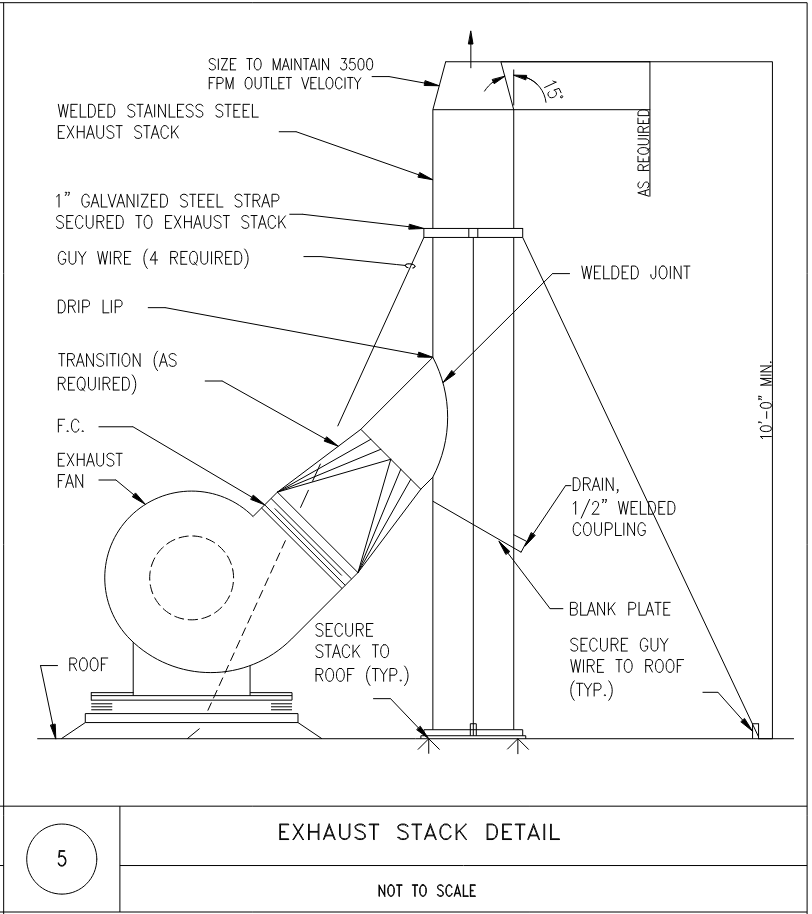 SIZE TO MAINTAIN 3500
FPM OUTLET VELOCITY
15°
WELDED STAINLESS STEEL
EXHAUST STACK
AS REQUIRED
1" GALVANIZED STEEL STRAP
SECURED TO EXHAUST STACK
GUY WIRE (4 REQUIRED)
WELDED JOINT
DRIP LIP
TRANSITION (AS
REQUIRED)
10'-0" MIN.
F.C.
EXHAUST
FAN
DRAIN,
1/2" WELDED
COUPLING
BLANK PLATE
SECURE
STACK TO
ROOF (TYP.)
SECURE GUY
WIRE TO ROOF
(TYP.)
ROOF
5
EXHAUST STACK DETAIL
NOT TO SCALE